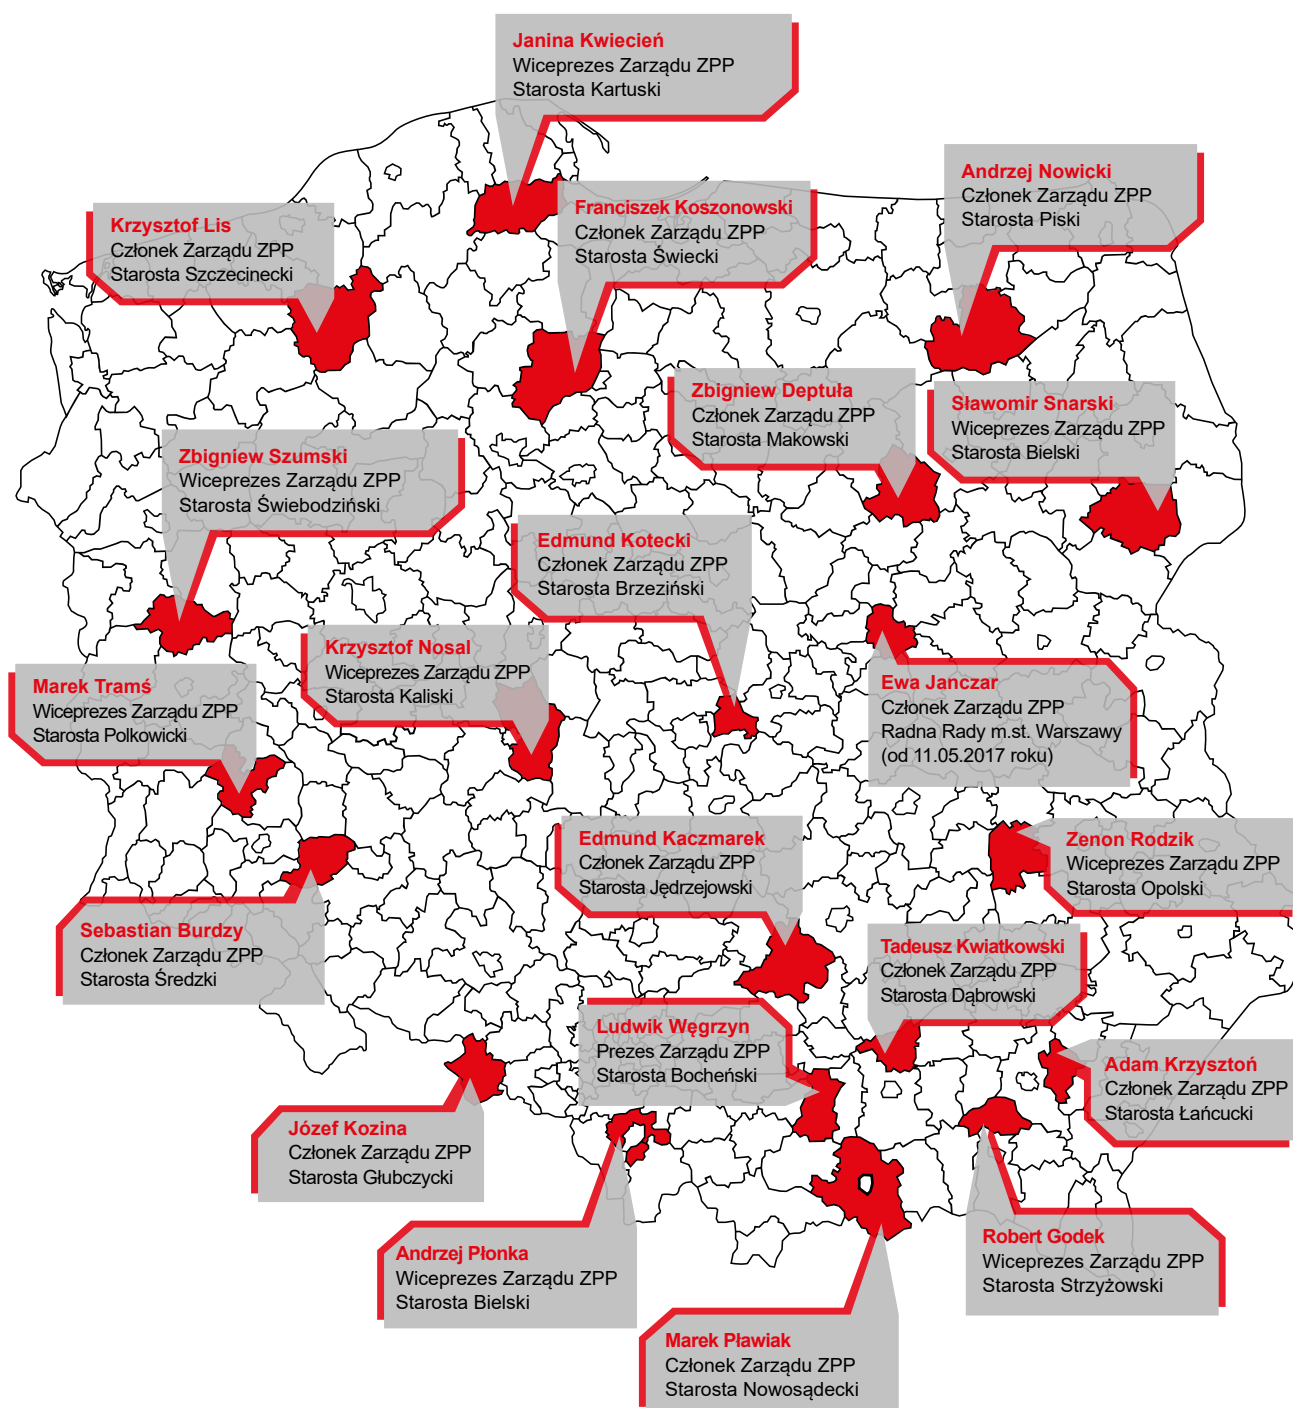 Janina Kwiecień
Wiceprezes Zarządu ZPP
Starosta Kartuski
Andrzej Nowicki
Członek Zarządu ZPP
Starosta Piski
Franciszek Koszonowski
Członek Zarządu ZPP
Starosta Świecki
Krzysztof Lis
Członek Zarządu ZPP
Starosta Szczecinecki
Zbigniew Deptuła
Członek Zarządu ZPP
Starosta Makowski
Sławomir Snarski
Wiceprezes Zarządu ZPP
Starosta Bielski
Zbigniew Szumski
Wiceprezes Zarządu ZPP
Starosta Świebodziński
Edmund Kotecki
Członek Zarządu ZPP
Starosta Brzeziński
Krzysztof Nosal
Wiceprezes Zarządu ZPP
Starosta Kaliski
Marek Tramś
Wiceprezes Zarządu ZPP
Starosta Polkowicki
Ewa Janczar
Członek Zarządu ZPP
Radna Rady m.st. Warszawy
(od 11.05.2017 roku)
Edmund Kaczmarek
Członek Zarządu ZPP
Starosta Jędrzejowski
Zenon Rodzik
Wiceprezes Zarządu ZPP
Starosta Opolski
Sebastian Burdzy
Członek Zarządu ZPP
Starosta Średzki
Tadeusz Kwiatkowski
Członek Zarządu ZPP
Starosta Dąbrowski
Ludwik Węgrzyn
Prezes Zarządu ZPP
Starosta Bocheński
Adam Krzysztoń
Członek Zarządu ZPP
Starosta Łańcucki
Józef Kozina
Członek Zarządu ZPP
Starosta Głubczycki
Andrzej Płonka
Wiceprezes Zarządu ZPP
Starosta Bielski
Robert Godek
Wiceprezes Zarządu ZPP
Starosta Strzyżowski
Marek Pławiak
Członek Zarządu ZPP
Starosta Nowosądecki